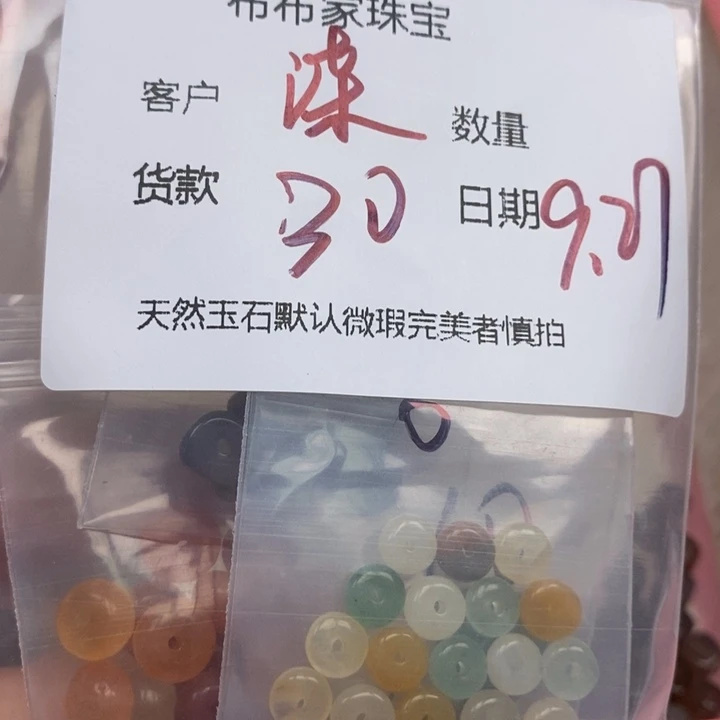 布布家珠宝
客户 数量
货款 30 日期
天然玉石默认微瑕完美者慎拍